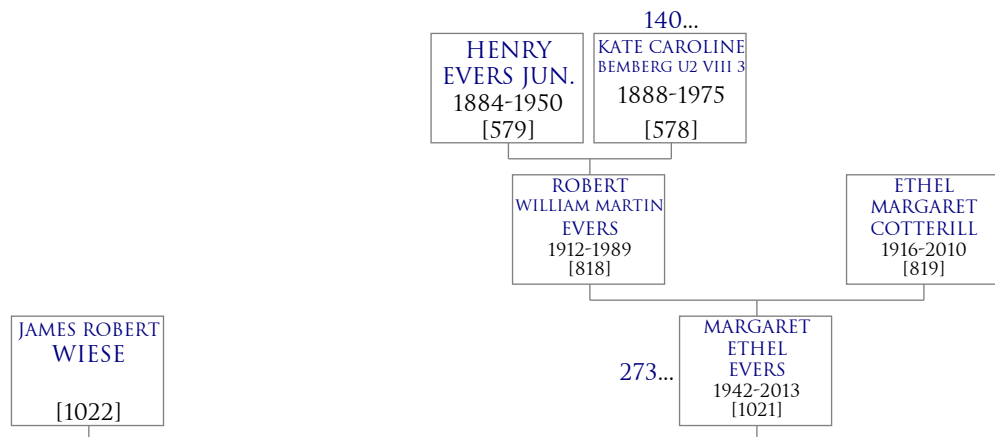 140...
HENRY
EVERS JUN.
1884-1950
[579]
KATE CAROLINE
BEMBERG U2 VIII 3
1888-1975
[578]
ROBERT
WILLIAM MARTIN
EVERS
1912-1989
[818]
ETHEL
MARGARET
COTTERILL
1916-2010
[819]
JAMES ROBERT
WIESE
[1022]
273...
MARGARET
ETHEL
EVERS
1942-2013
[1021]